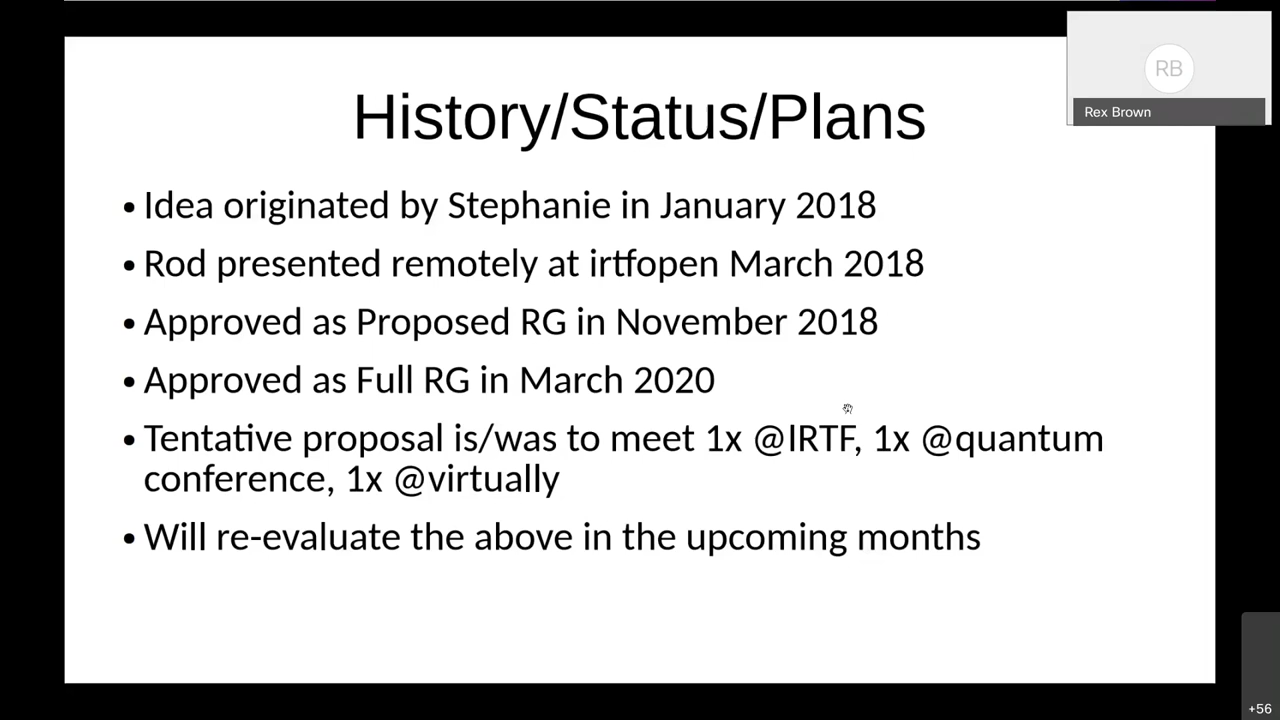 RB
Rex Brown
History/Status/Plans
• Idea originated by Stephanie in January 2018
• Rod presented remotely at irtfopen March 2018
• Approved as Proposed RG in November 2018
• Approved as Full RG in March 2020
• Tentative proposal is/was to meet 1x @IRTF, 1x @quantum
conference, 1x @virtually
• Will re-evaluate the above in the upcoming months
+56